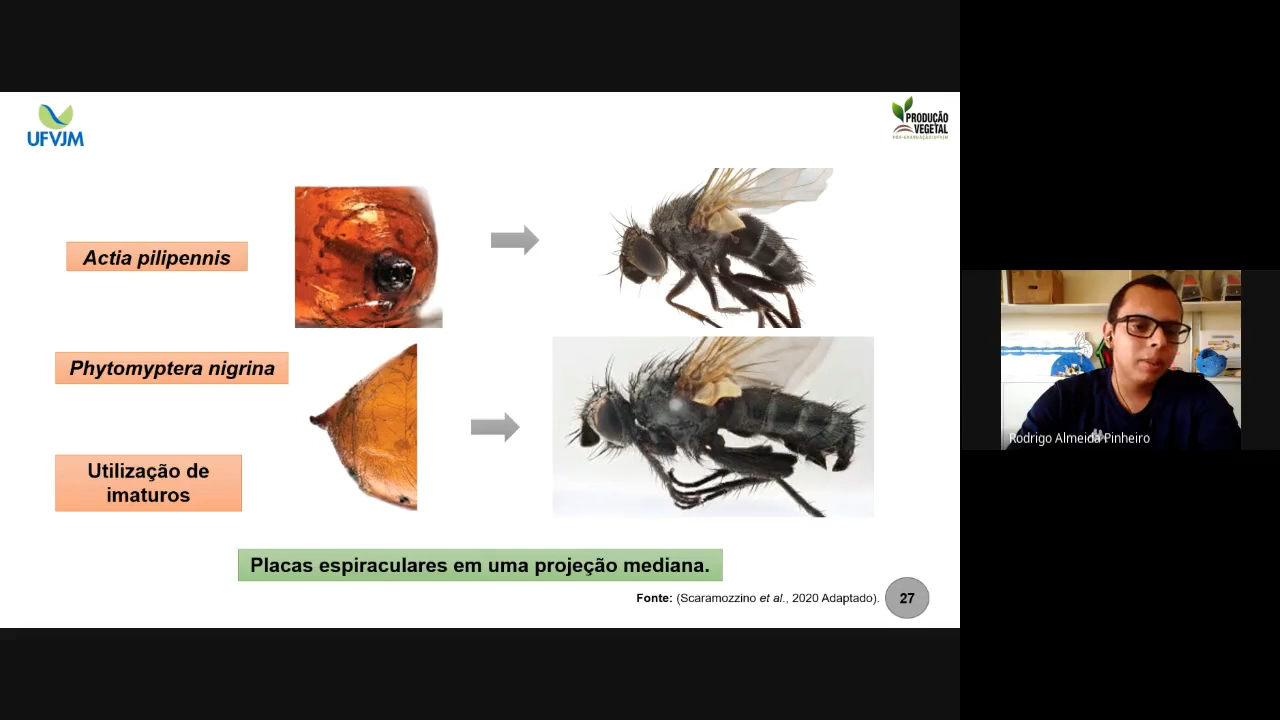 UFVJM
PRODUÇÃO
VEGETAL
PÓS-GRADUAÇÃO/UFVJM
Actia pilipennis
Phytomyptera nigrina
Utilização de
imaturos
Placas espiraculares em uma projeção mediana.
Fonte: (Scaramozzino et al., 2020 Adaptado).
27
Rodrigo Almeida Pinheiro